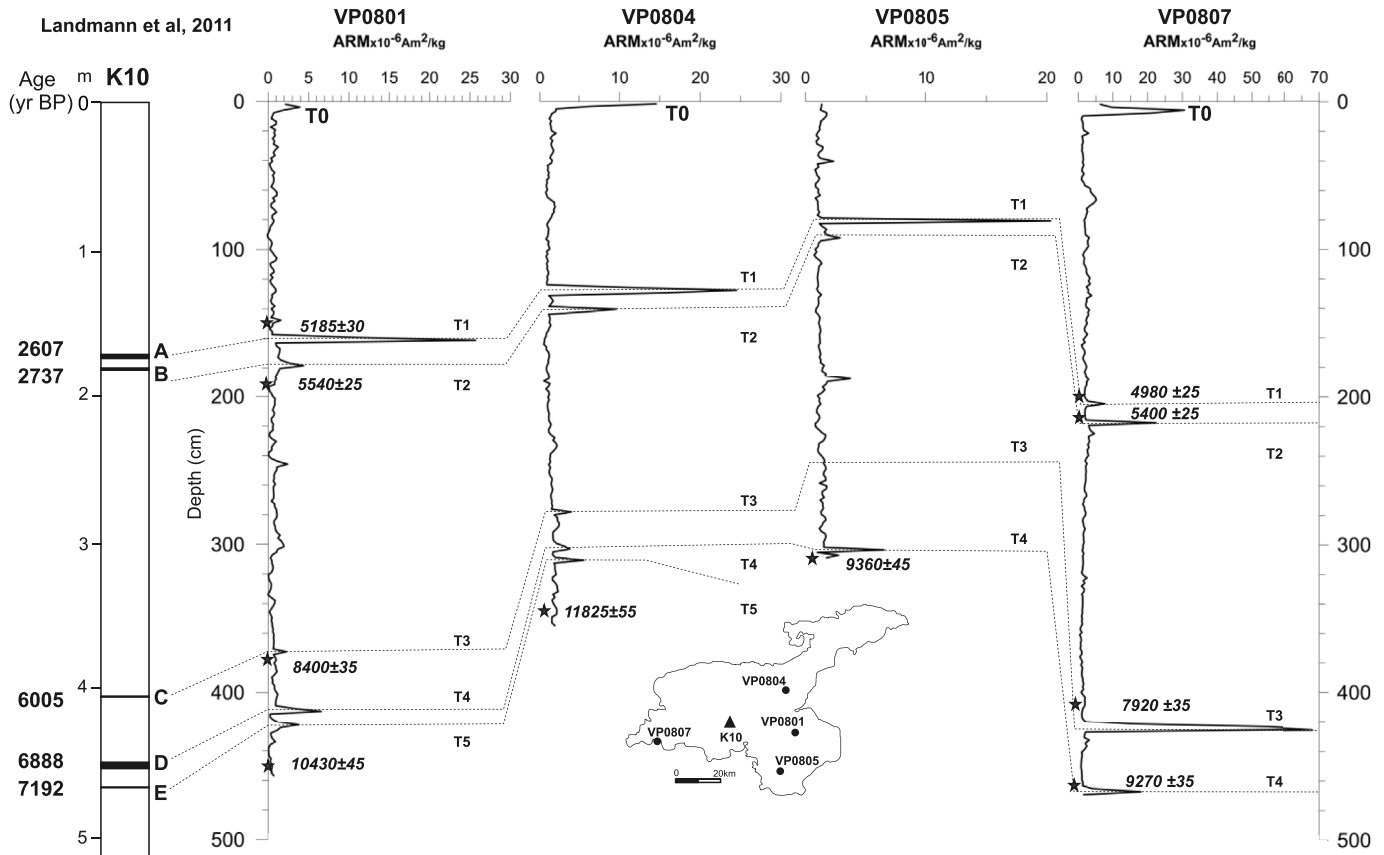 Landmann et al, 2011
VP0801
VP0804
VP0805
VP0807
ARMx10⁻⁶Am²/kg
ARMx10⁻⁶Am²/kg
ARMx10⁻⁶Am²/kg
ARMx10⁻⁶Am²/kg
Age
(yr BP)
m
K10
0 5 10 15 20 25 30
0 10 20 30
0 10 20
0 10 20 30 40 50 60 70
0
1
2
3
4
5
2607
2737
6005
6888
7192
A
B
C
D
E
Depth (cm)
0
100
200
300
400
500
T0
5185±30
T1
5540±25
T2
T3
8400±35
T4
T5
10430±45
T0
T1
T2
T3
T4
T5
11825±55
T1
T2
T3
T4
9360±45
T0
4980 ±25
T1
5400 ±25
T2
7920 ±35
T3
9270 ±35
T4
0
100
200
300
400
500
VP0804
VP0801
K10
VP0807
VP0805
0 20km